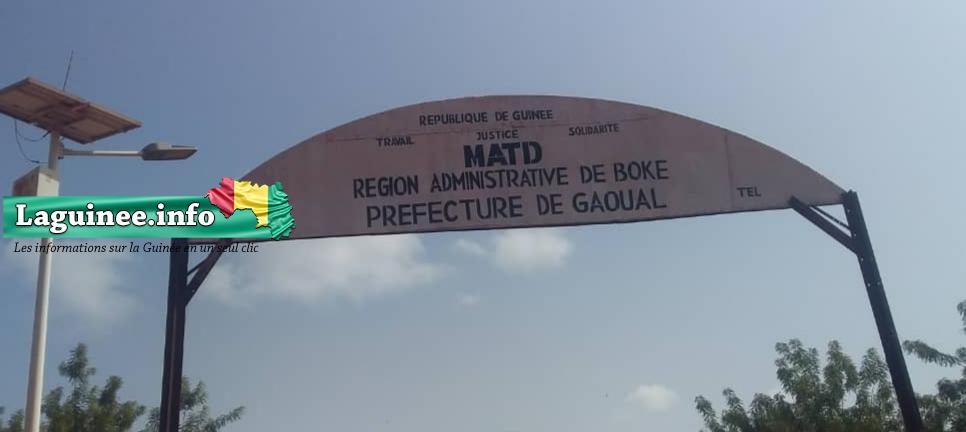 REPUBLIQUE DE GUINEE
TRAVAIL JUSTICE SOLIDARITE
MATD
REGION ADMINISTRATIVE DE BOKE
PREFECTURE DE GAOUAL
TEL
Laguinee.info
Les informations sur la Guinée en un seul clic